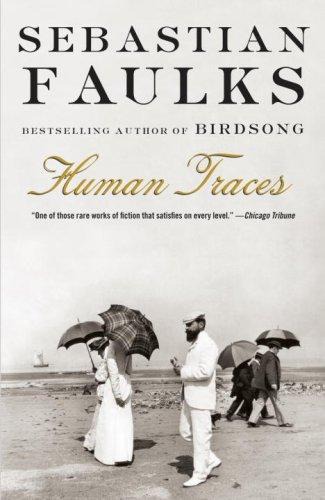 SEBASTIAN
FAULKS
BESTSELLING AUTHOR OF BIRDSONG
Human Traces
"One of those rare works of fiction that satisfies on every level." —Chicago Tribune